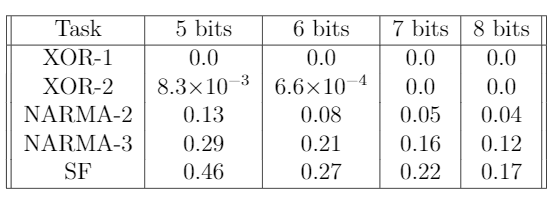 Task 5 bits 6 bits 7 bits 8 bits
XOR-1 0.0 0.0 0.0 0.0
XOR-2 8.3×10⁻³ 6.6×10⁻⁴ 0.0 0.0
NARMA-2 0.13 0.08 0.05 0.04
NARMA-3 0.29 0.21 0.16 0.12
SF 0.46 0.27 0.22 0.17